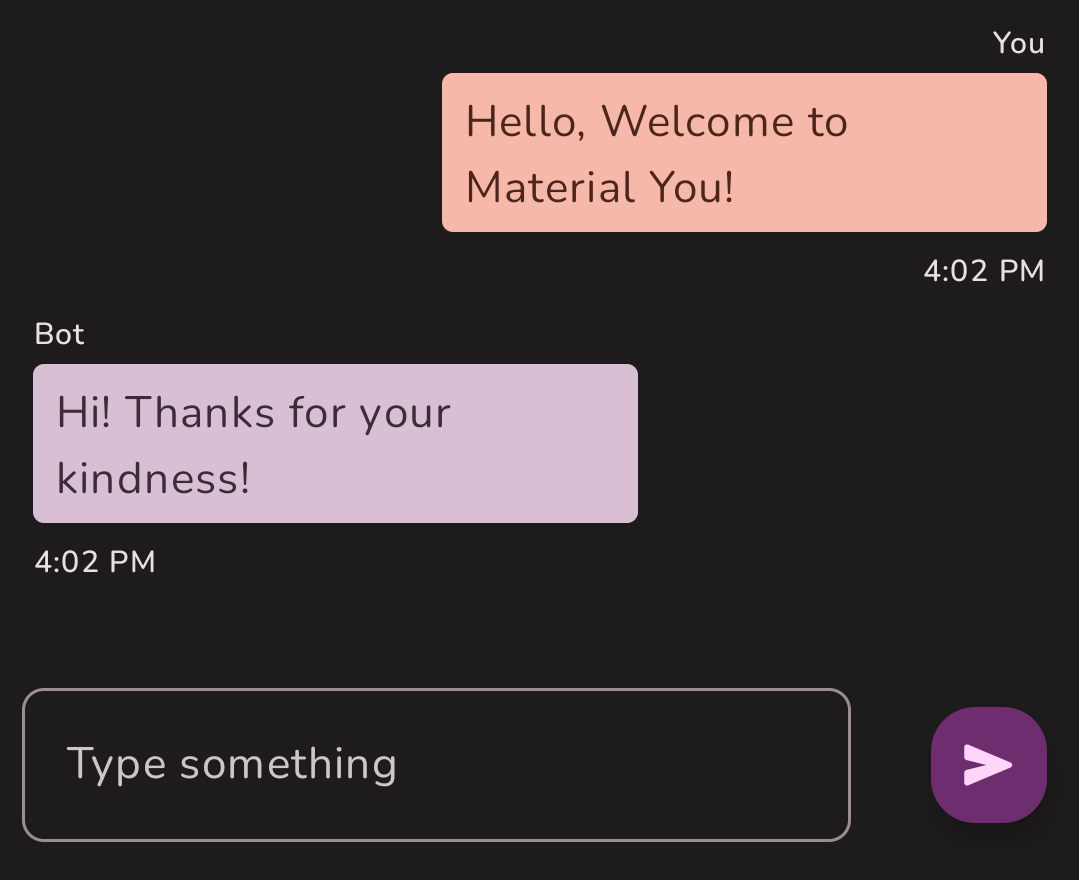 You
Hello, Welcome to
Material You!
4:02 PM
Bot
Hi! Thanks for your
kindness!
4:02 PM
Type something